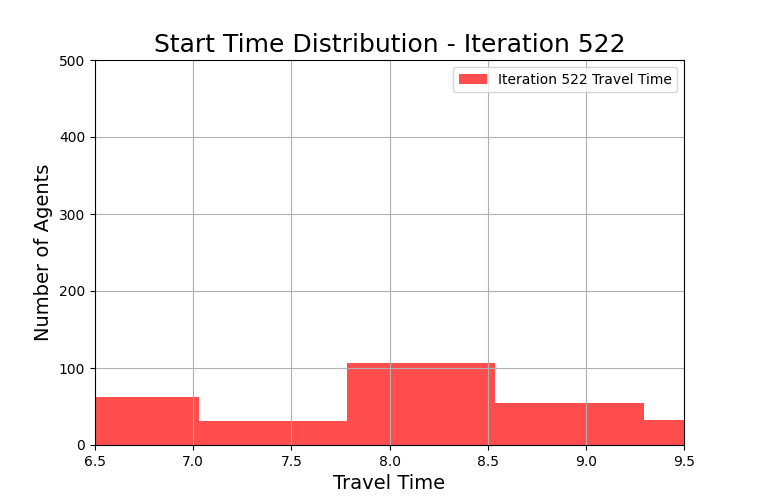 Start Time Distribution - Iteration 522
500
Iteration 522 Travel Time
400
300
200
100
0
Number of Agents
6.5 7.0 7.5 8.0 8.5 9.0 9.5
Travel Time